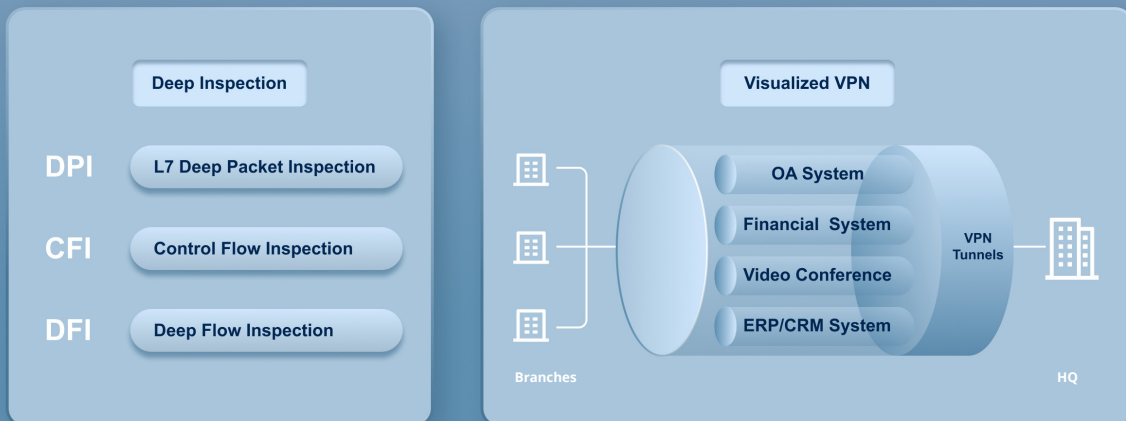 Deep Inspection
DPI
L7 Deep Packet Inspection
CFI
Control Flow Inspection
DFI
Deep Flow Inspection
Visualized VPN
OA System
Financial System
Video Conference
ERP/CRM System
VPN
Tunnels
Branches
HQ